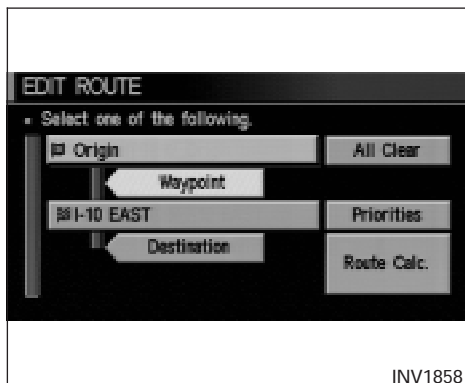 EDIT ROUTE
Select one of the following.
Origin
All Clear
Waypoint
I-10 EAST
Priorities
Destination
Route Calc.
INV1858